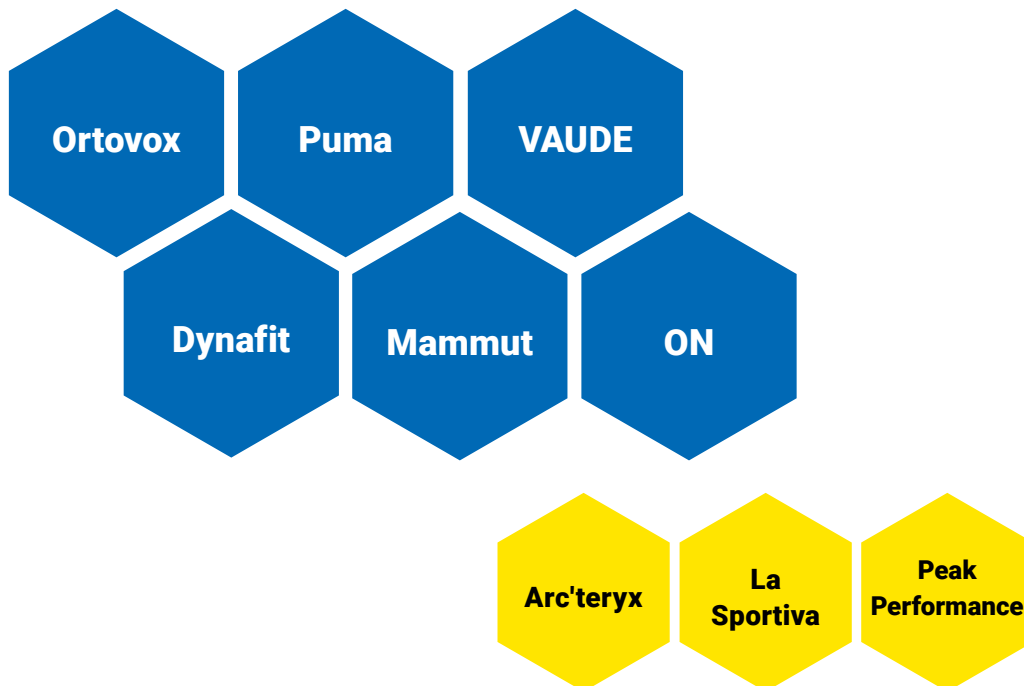 Ortovox
Puma
VAUDE
Dynafit
Mammut
ON
Arc'teryx
La
Sportiva
Peak
Performance